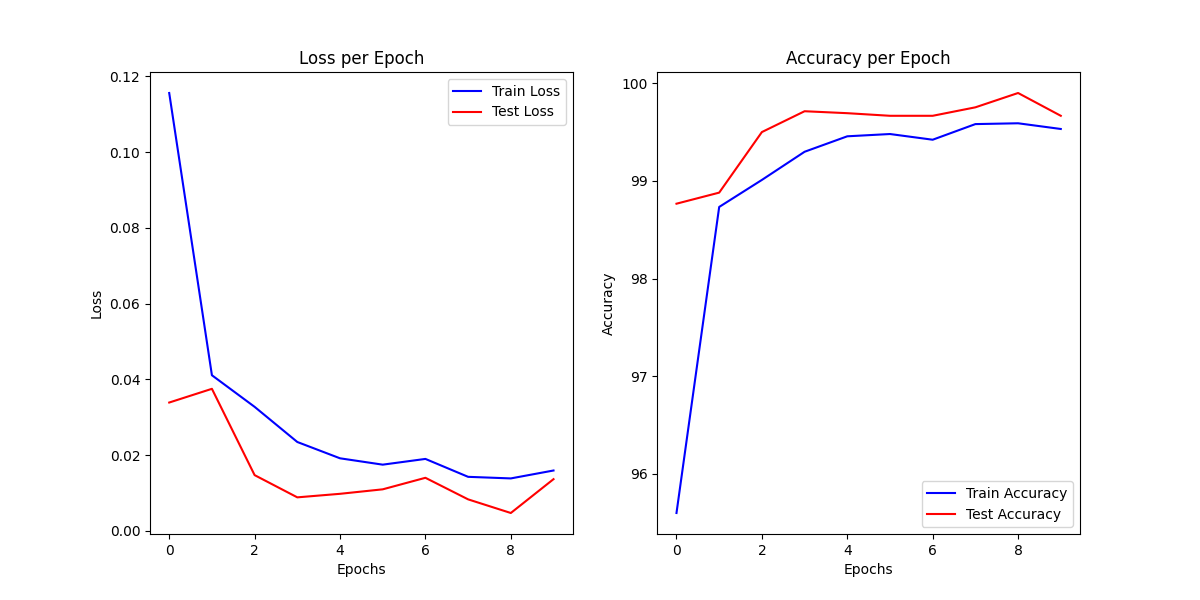 Loss per Epoch
0.12
0.10
0.08
0.06
0.04
0.02
0.00
Loss
Train Loss
Test Loss
0 2 4 6 8
Epochs
Accuracy per Epoch
100
99
98
97
96
Accuracy
Train Accuracy
Test Accuracy
0 2 4 6 8
Epochs